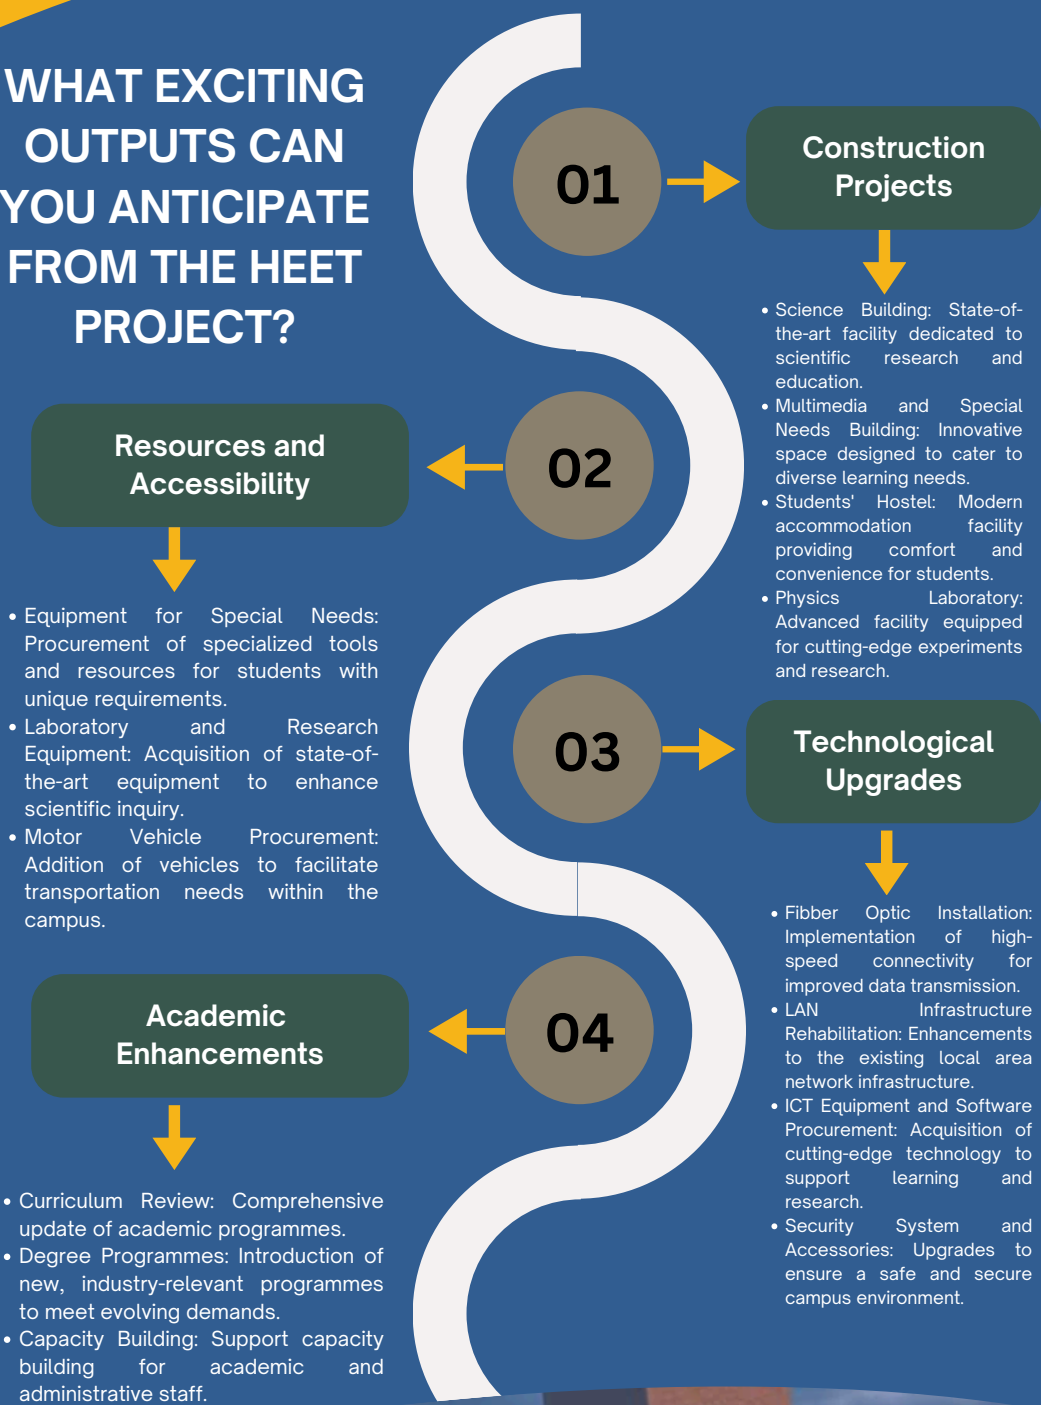 WHAT EXCITING
OUTPUTS CAN
YOU ANTICIPATE
FROM THE HEET
PROJECT?
01
Construction
Projects
Science Building: State-of-
the-art facility dedicated to
scientific research and
education.
Multimedia and Special
Needs Building: Innovative
space designed to cater to
diverse learning needs.
Students' Hostel: Modern
accommodation facility
providing comfort and
convenience for students.
Physics Laboratory:
Advanced facility equipped
for cutting-edge experiments
and research.
02
Resources and
Accessibility
Equipment for Special Needs:
Procurement of specialized tools
and resources for students with
unique requirements.
Laboratory and Research
Equipment: Acquisition of state-of-
the-art equipment to enhance
scientific inquiry.
Motor Vehicle Procurement:
Addition of vehicles to facilitate
transportation needs within the
campus.
03
Technological
Upgrades
Fibber Optic Installation:
Implementation of high-
speed connectivity for
improved data transmission.
LAN Infrastructure
Rehabilitation: Enhancements
to the existing local area
network infrastructure.
ICT Equipment and Software
Procurement: Acquisition of
cutting-edge technology to
support learning and
research.
Security System and
Accessories: Upgrades to
ensure a safe and secure
campus environment.
04
Academic
Enhancements
Curriculum Review: Comprehensive
update of academic programmes.
Degree Programmes: Introduction of
new, industry-relevant programmes
to meet evolving demands.
Capacity Building: Support capacity
building for academic and
administrative staff.